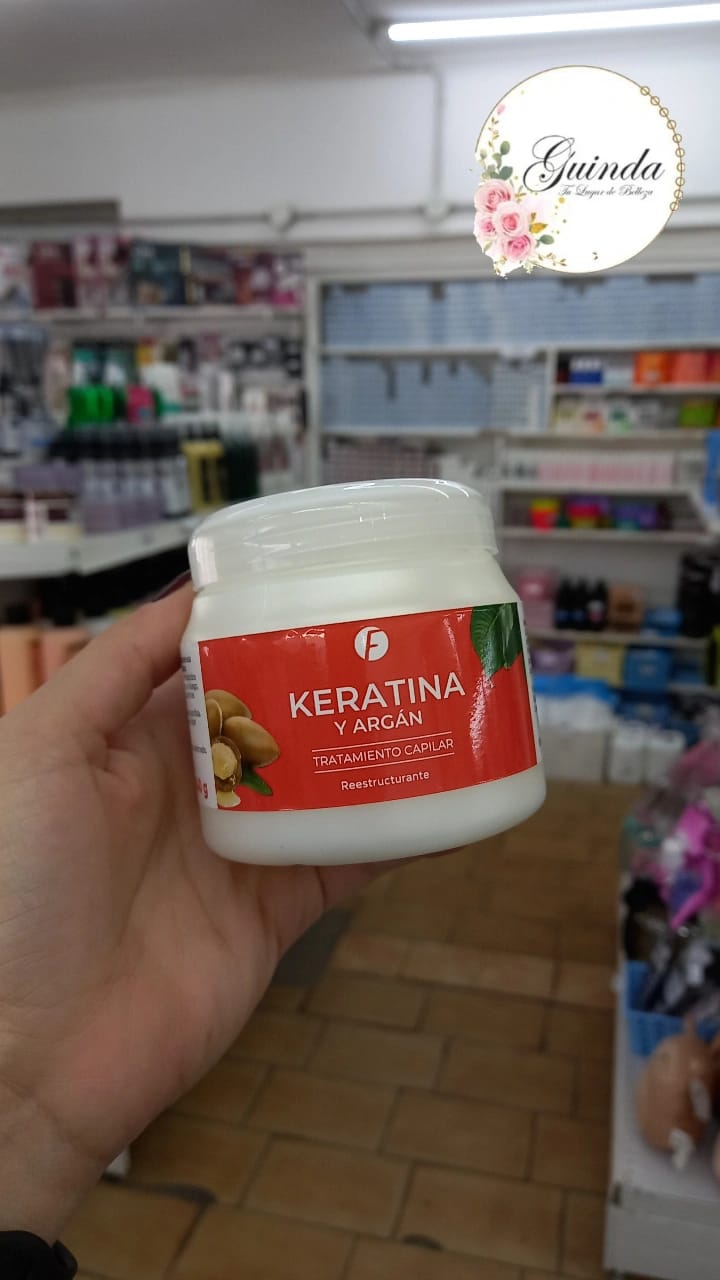 Guinda
Tu Lugar de Belleza
F
KERATINA
Y ARGÁN
TRATAMIENTO CAPILAR
Reestructurante